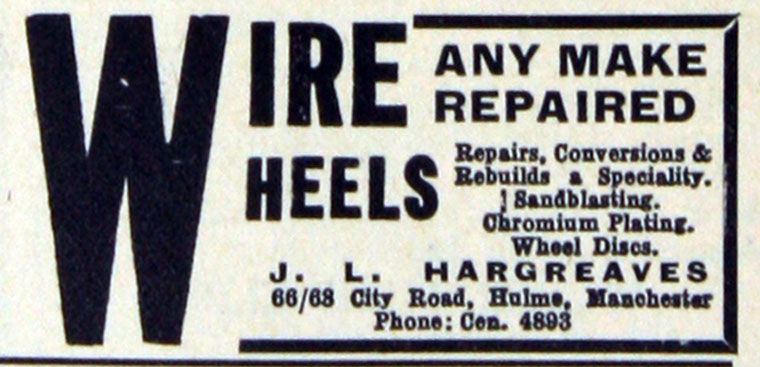 WIRE
WHEELS
ANY MAKE
REPAIRED
Repairs, Conversions &
Rebuilds a Speciality.
Sandblasting.
Chromium Plating.
Wheel Discs.
J. L. HARGREAVES
66/68 City Road, Hulme, Manchester
Phone: Cen. 4893